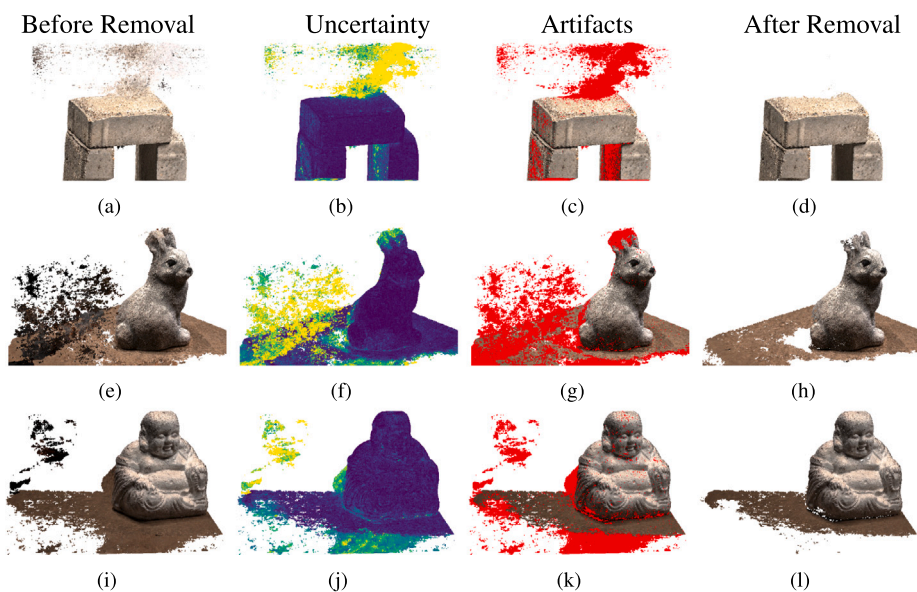 Before Removal Uncertainty Artifacts After Removal
(a) (b) (c) (d)
(e) (f) (g) (h)
(i) (j) (k) (l)